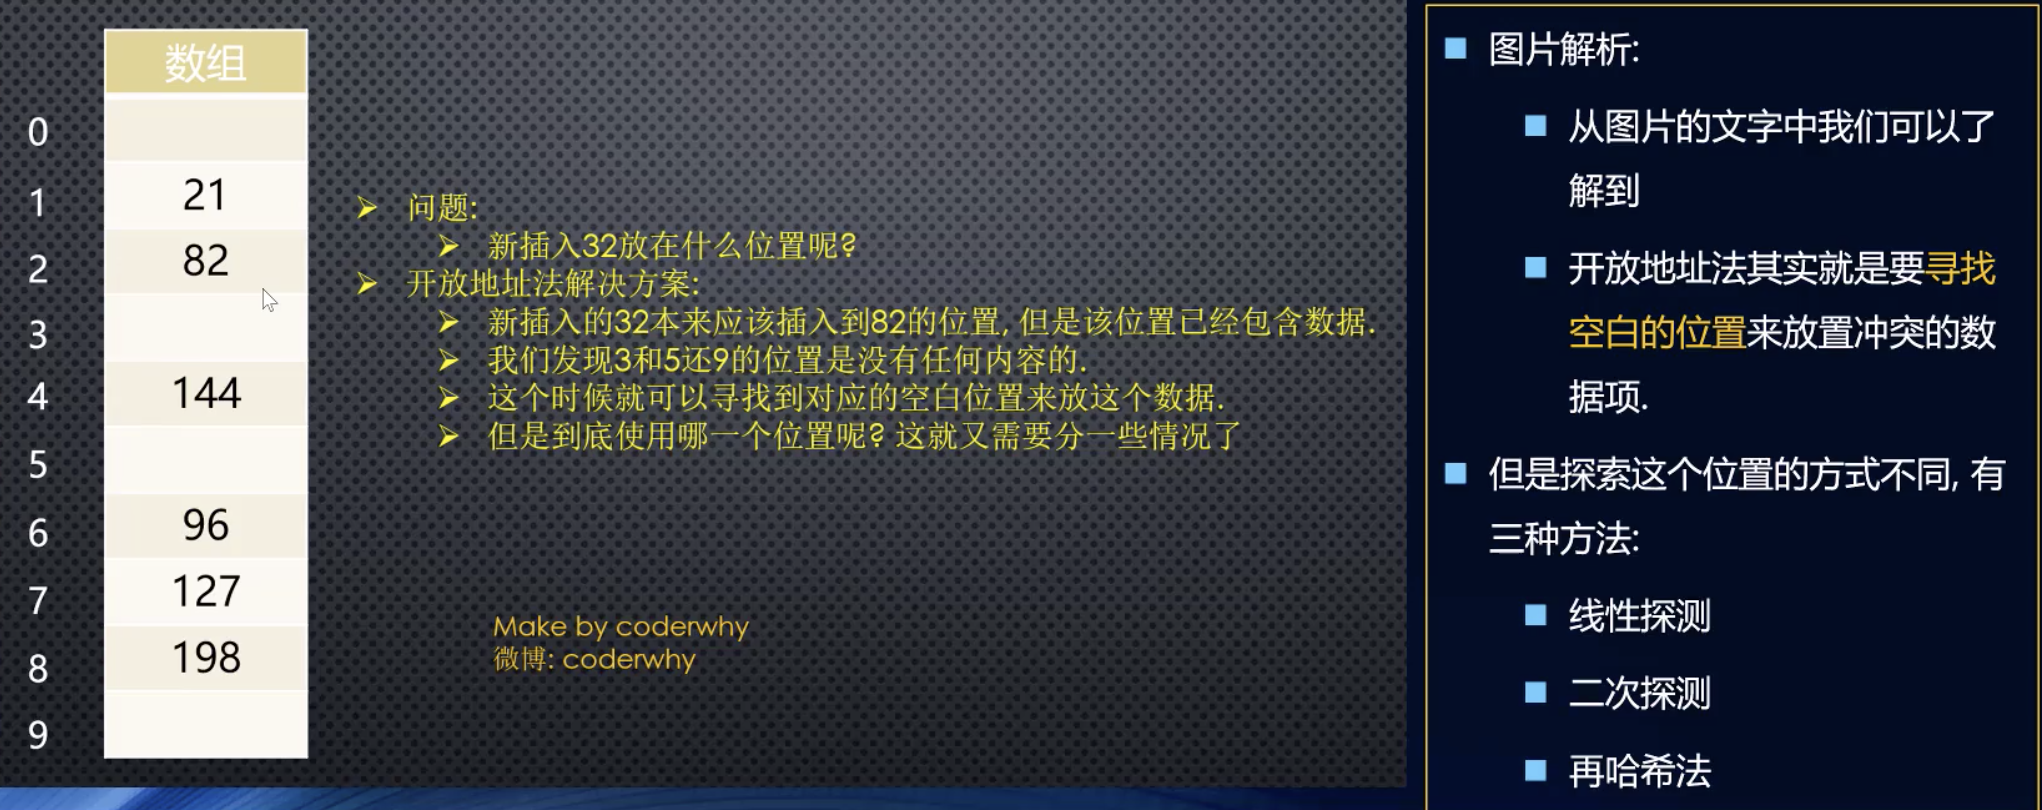 数组
0
1
21
2
82
3
4
144
5
6
96
7
127
8
198
9
问题:
新插入32放在什么位置呢?
开放地址法解决方案:
新插入的32本来应该插入到82的位置, 但是该位置已经包含数据.
我们发现3和5还9的位置是没有任何内容的.
这个时候就可以寻找到对应的空白位置来放这个数据.
但是到底使用哪一个位置呢? 这就又需要分一些情况了
Make by coderwhy
微博: coderwhy
图片解析:
从图片的文字中我们可以了
解到
开放地址法其实就是要寻找
空白的位置来放置冲突的数
据项.
但是探索这个位置的方式不同, 有
三种方法:
线性探测
二次探测
再哈希法